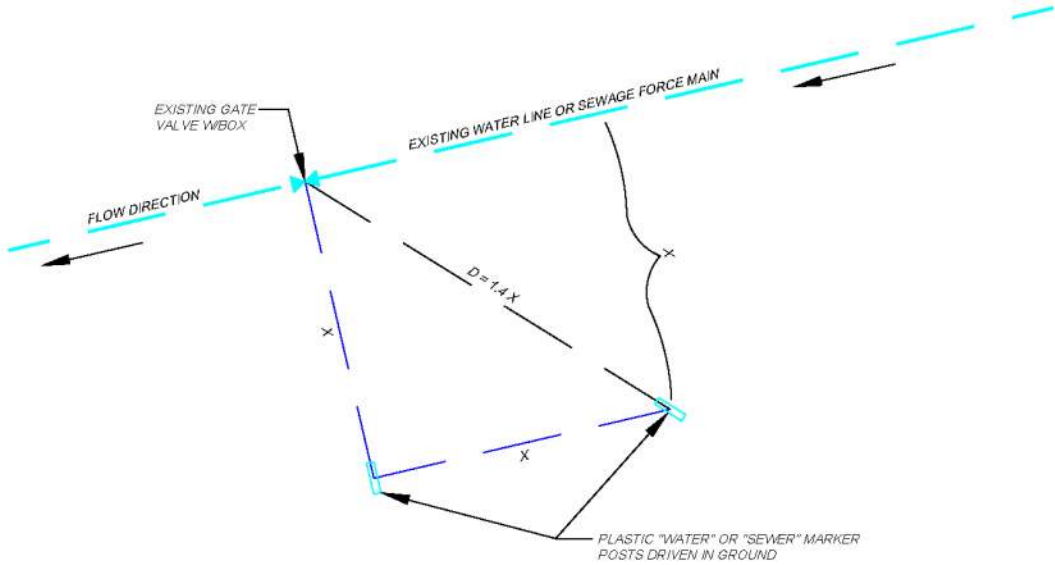 EXISTING GATE
VALVE W/BOX
EXISTING WATER LINE OR SEWAGE FORCE MAIN
FLOW DIRECTION
D = 1.4 X
X
X
X
PLASTIC "WATER" OR "SEWER" MARKER
POSTS DRIVEN IN GROUND